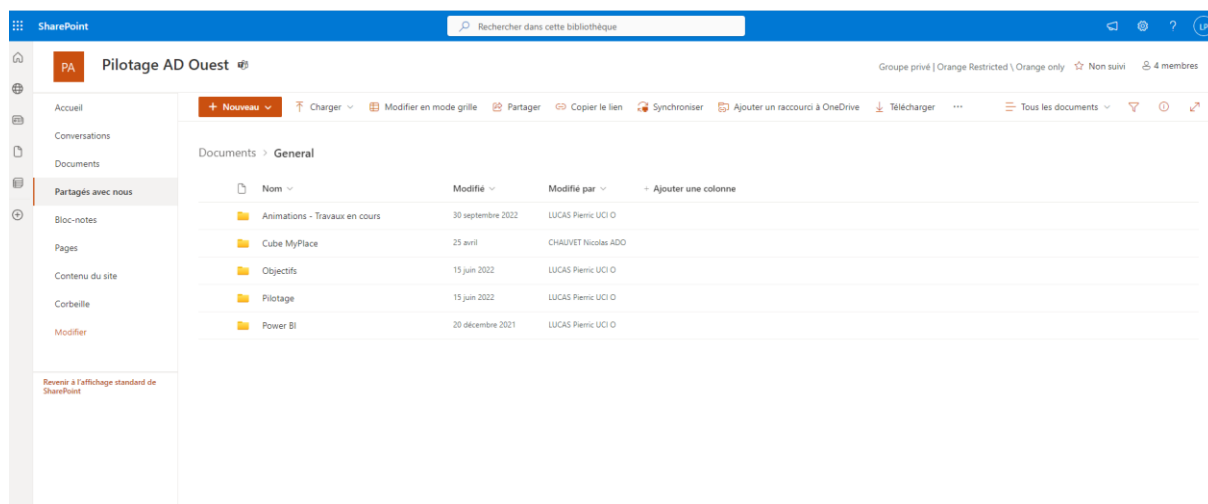 SharePoint
Rechercher dans cette bibliothèque
LP
PA
Pilotage AD Ouest
Groupe privé | Orange Restricted \ Orange only
Non suivi
4 membres
Accueil
Conversations
Documents
Partagés avec nous
Bloc-notes
Pages
Contenu du site
Corbeille
Modifier
Revenir à l'affichage standard de
SharePoint
+ Nouveau
Charger
Modifier en mode grille
Partager
Copier le lien
Synchroniser
Ajouter un raccourci à OneDrive
Télécharger
...
Tous les documents
Documents > General
Nom Modifié Modifié par + Ajouter une colonne
Animations - Travaux en cours 30 septembre 2022 LUCAS Pierric UCI O
Cube MyPlace 25 avril CHAUVET Nicolas ADO
Objectifs 15 juin 2022 LUCAS Pierric UCI O
Pilotage 15 juin 2022 LUCAS Pierric UCI O
Power BI 20 décembre 2021 LUCAS Pierric UCI O